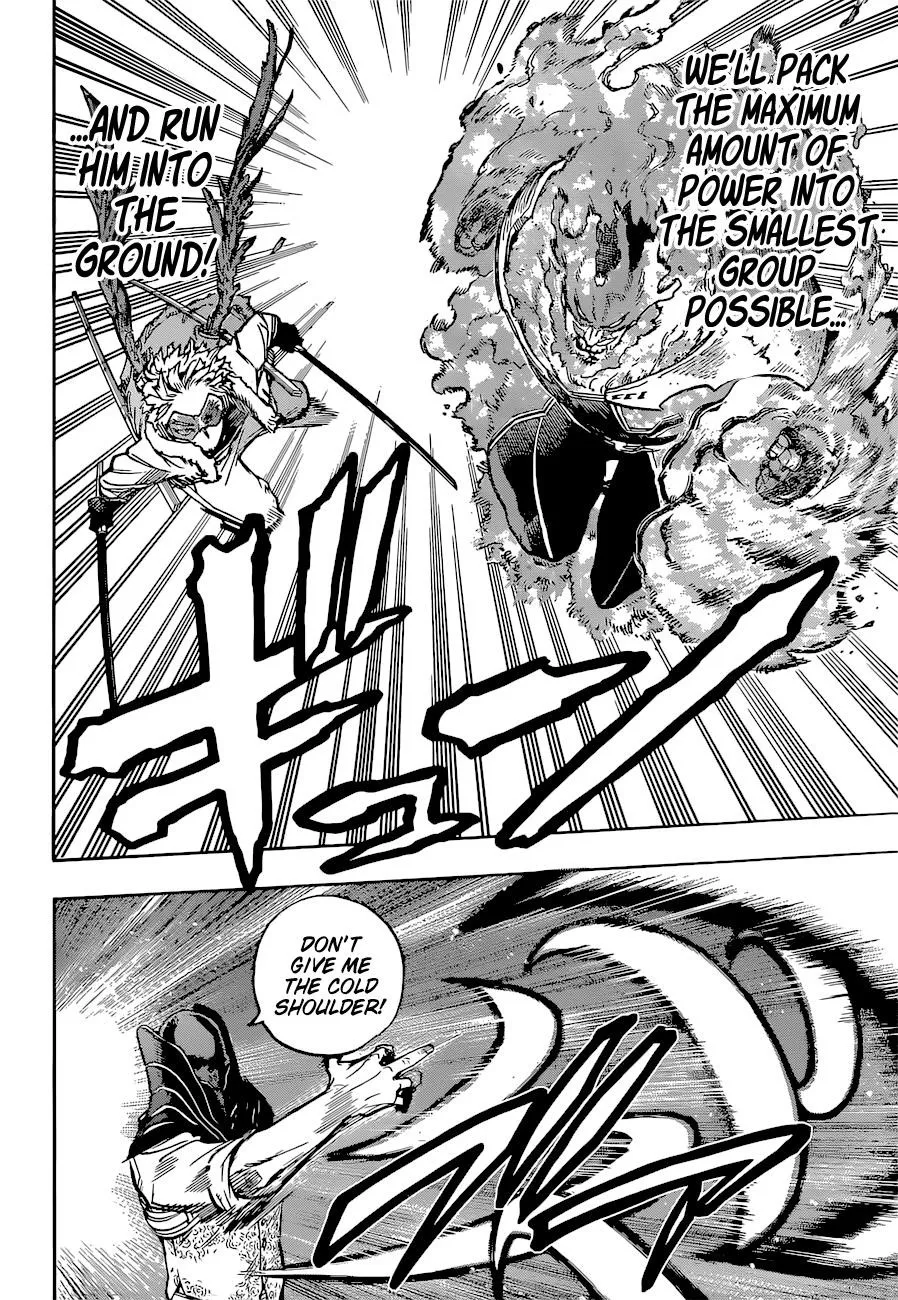 WE'LL PACK
THE MAXIMUM
AMOUNT OF
POWER INTO
THE SMALLEST
GROUP
POSSIBLE...
...AND RUN
HIM INTO
THE
GROUND!
ギュン
DON'T
GIVE ME
THE COLD
SHOULDER!